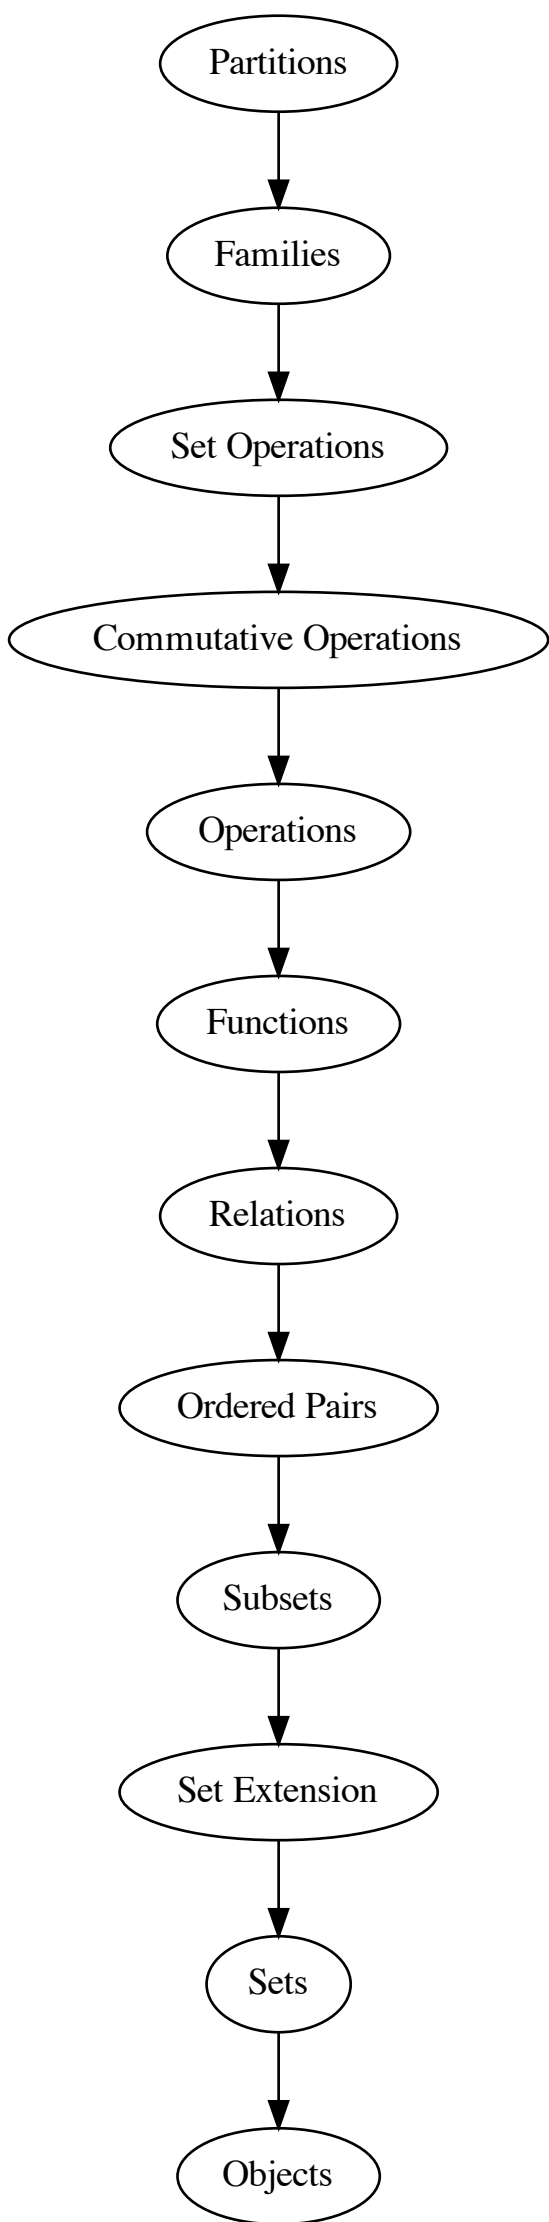 Partitions
Families
Set Operations
Commutative Operations
Operations
Functions
Relations
Ordered Pairs
Subsets
Set Extension
Sets
Objects